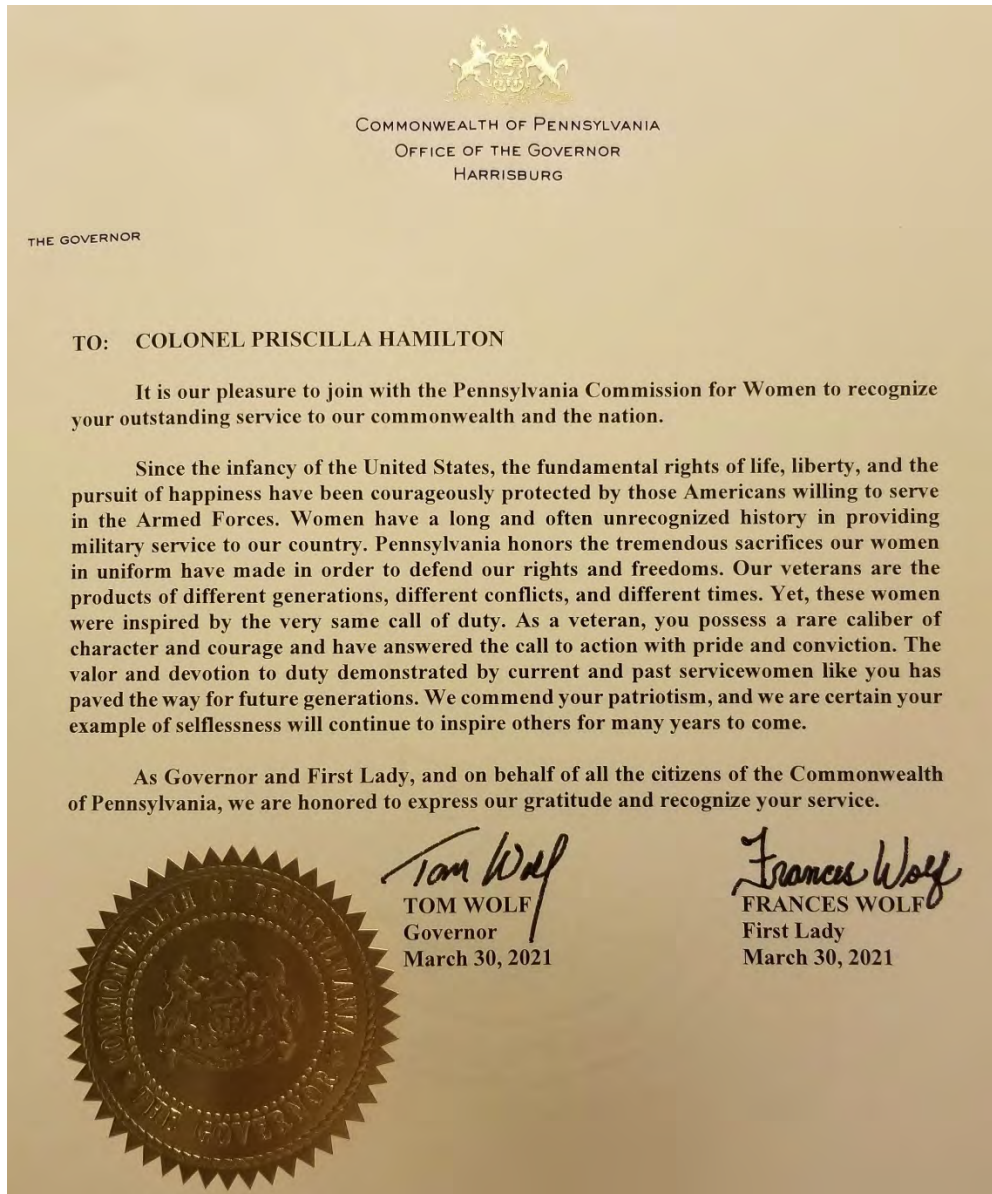 COMMONWEALTH OF PENNSYLVANIA
OFFICE OF THE GOVERNOR
HARRISBURG
THE GOVERNOR
TO: COLONEL PRISCILLA HAMILTON
It is our pleasure to join with the Pennsylvania Commission for Women to recognize
your outstanding service to our commonwealth and the nation.
Since the infancy of the United States, the fundamental rights of life, liberty, and the
pursuit of happiness have been courageously protected by those Americans willing to serve
in the Armed Forces. Women have a long and often unrecognized history in providing
military service to our country. Pennsylvania honors the tremendous sacrifices our women
in uniform have made in order to defend our rights and freedoms. Our veterans are the
products of different generations, different conflicts, and different times. Yet, these women
were inspired by the very same call of duty. As a veteran, you possess a rare caliber of
character and courage and have answered the call to action with pride and conviction. The
valor and devotion to duty demonstrated by current and past servicewomen like you has
paved the way for future generations. We commend your patriotism, and we are certain your
example of selflessness will continue to inspire others for many years to come.
As Governor and First Lady, and on behalf of all the citizens of the Commonwealth
of Pennsylvania, we are honored to express our gratitude and recognize your service.
Tom Wolf
TOM WOLF
Governor
March 30, 2021
Frances Wolf
FRANCES WOLF
First Lady
March 30, 2021
COMMONWEALTH OF PENNSYLVANIA
THE GOVERNOR